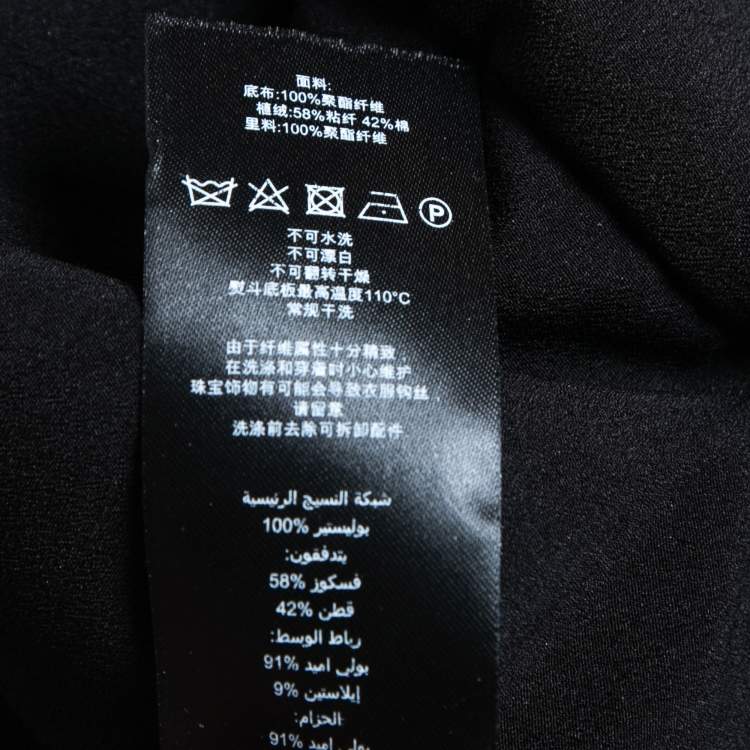 面料:
底布:100%聚酯纤维
植绒:58%粘纤 42%棉
里料:100%聚酯纤维
P
不可水洗
不可漂白
不可翻转干燥
熨斗底板最高温度110°C
常规干洗
由于纤维属性十分精致,
在洗涤和穿着时小心维护
珠宝饰物有可能会导致衣服钩丝,
请留意
洗涤前去除可拆卸配件
شبكة النسيج الرئيسية
بوليستير 100%
يتدفقون:
فسكوز 58%
قطن 42%
رباط الوسط:
بولي اميد 91%
إيلاستين 9%
الحزام:
بولي اميد 91%